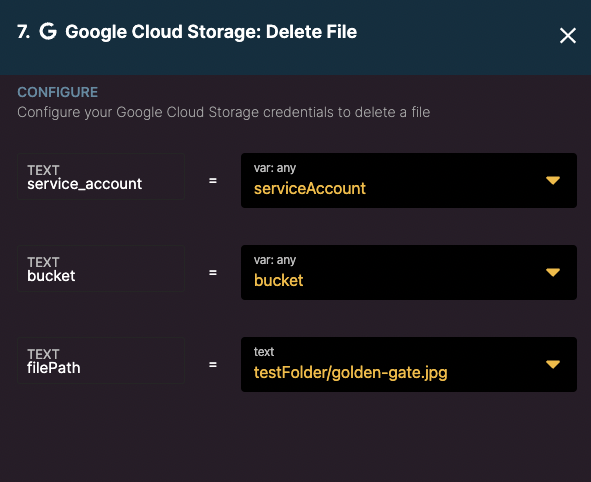 7. Google Cloud Storage: Delete File
CONFIGURE
Configure your Google Cloud Storage credentials to delete a file
TEXT
service_account
=
var: any
serviceAccount
TEXT
bucket
=
var: any
bucket
TEXT
filePath
=
text
testFolder/golden-gate.jpg